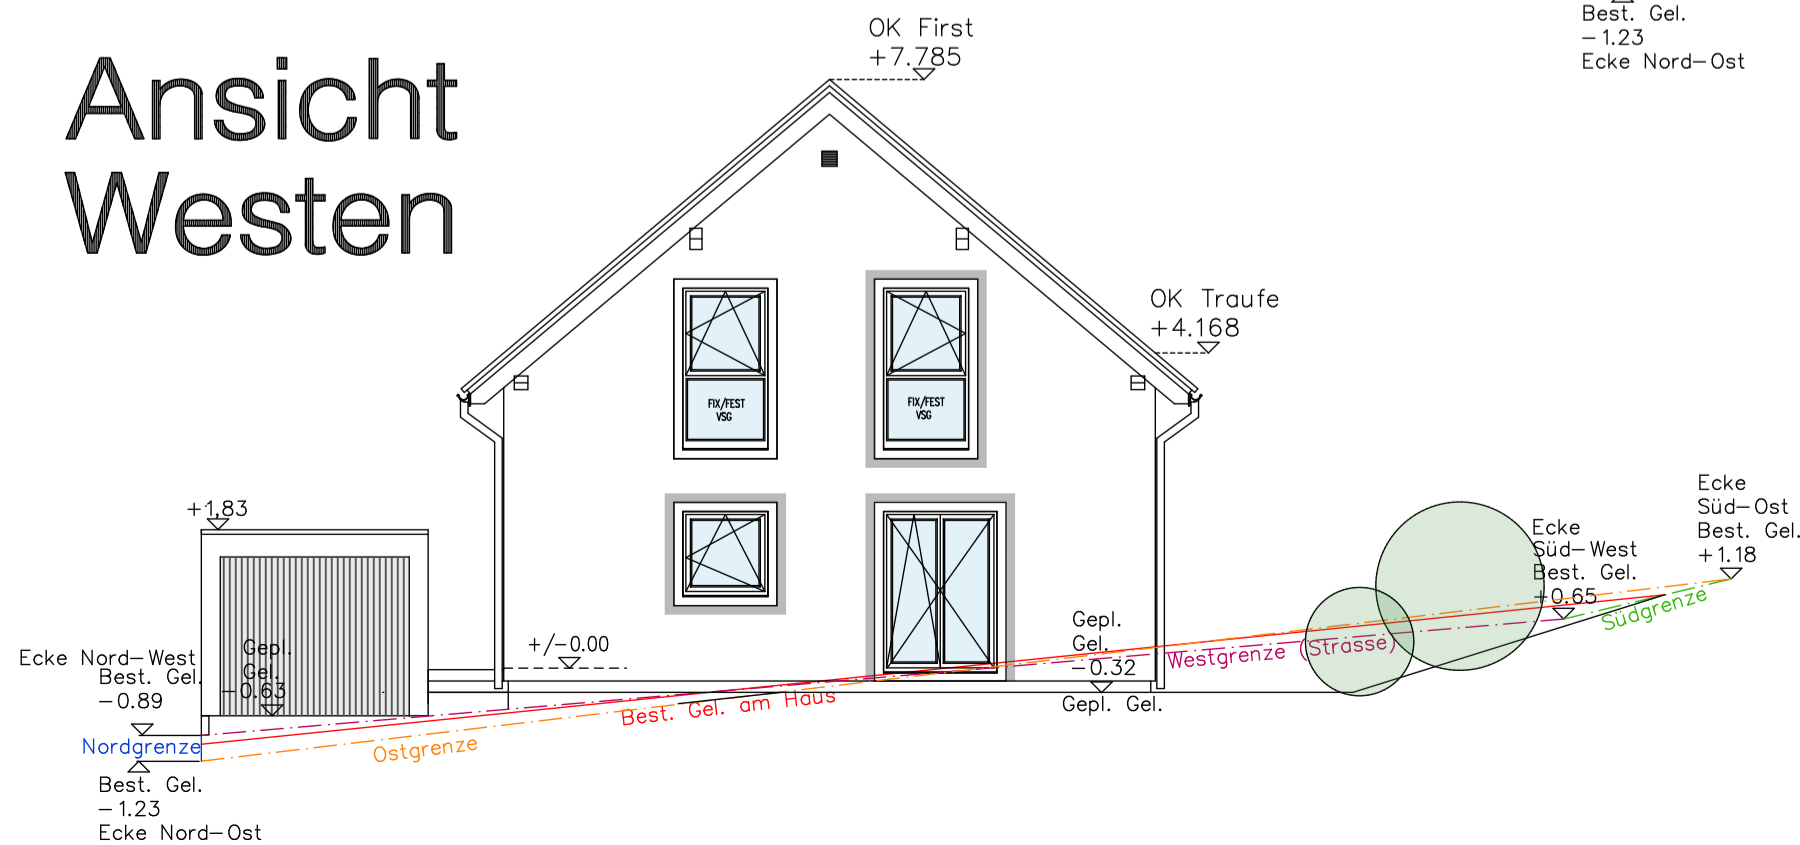 Ansicht
Westen
OK First
+7.785
Best. Gel.
-1.23
Ecke Nord-Ost
OK Traufe
+4.168
FIX/FEST
VSG
FIX/FEST
VSG
+1,83
+/-0.00
Ecke Nord-West
Best. Gel.
-0.89
Gepl.
Gel.
-0.63
Nordgrenze
Best. Gel.
-1.23
Ecke Nord-Ost
Ostgrenze
Best. Gel. am Haus
Gepl.
Gel.
-0.32
Gepl. Gel.
Westgrenze (Strasse)
Ecke
Süd-West
Best. Gel.
+0.65
Südgrenze
Ecke
Süd-Ost
Best. Gel.
+1.18